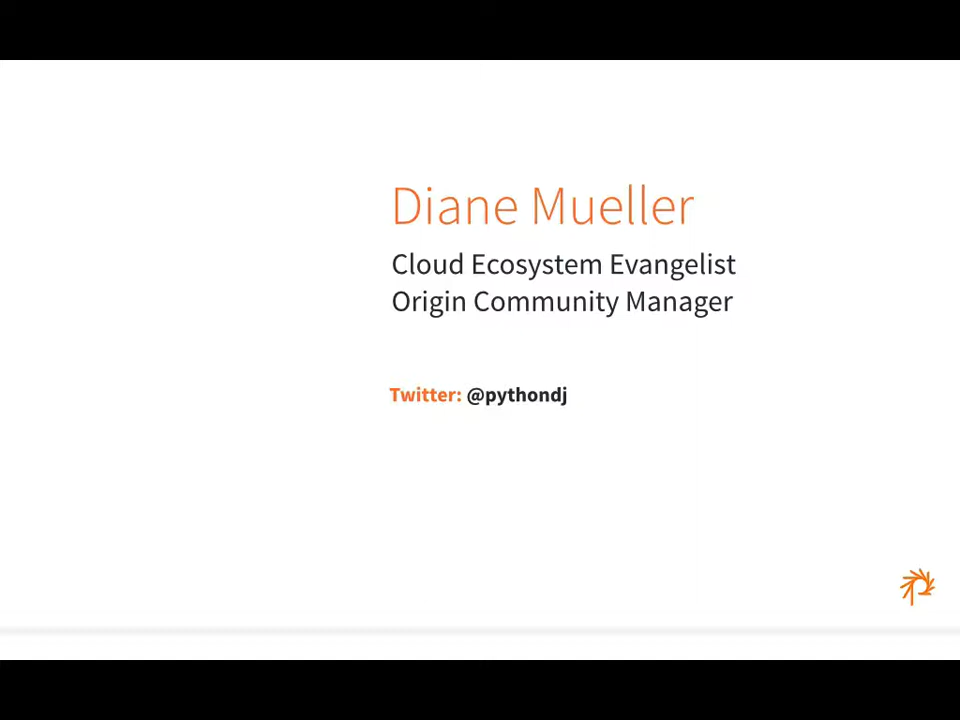 Diane Mueller
Cloud Ecosystem Evangelist
Origin Community Manager
Twitter: @pythondj